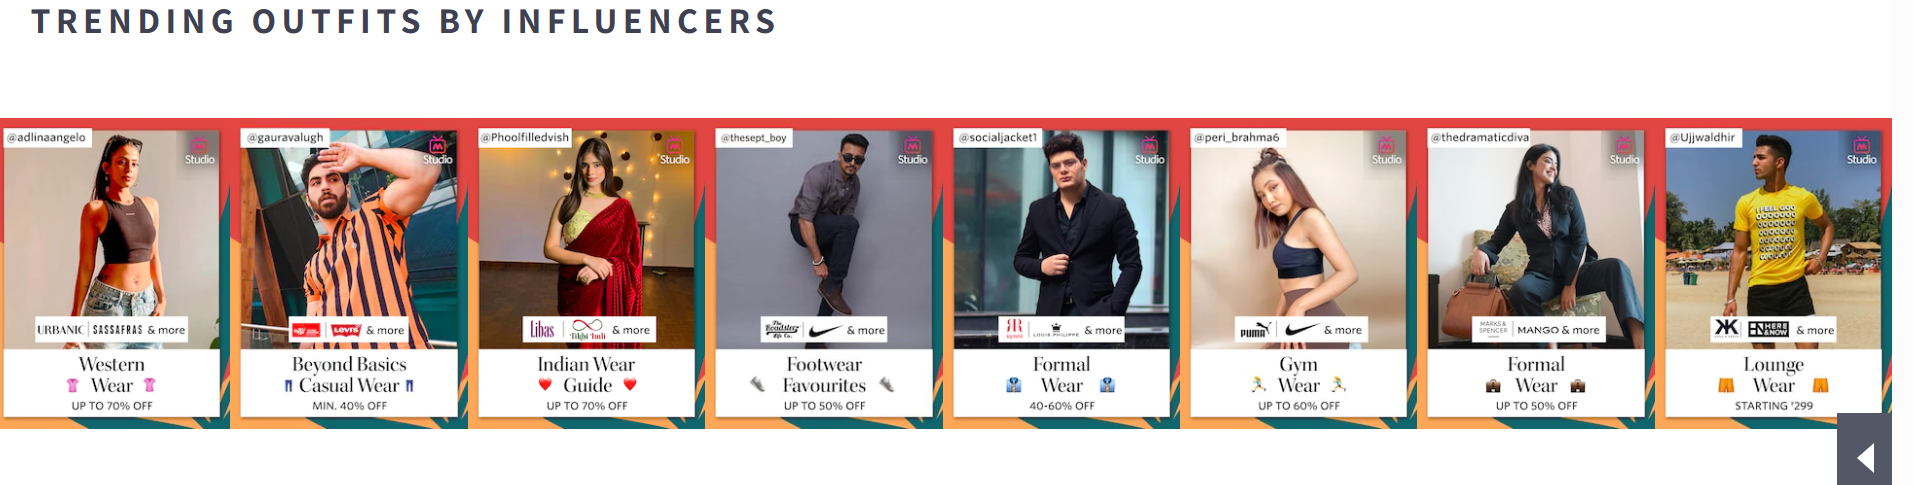 TRENDING OUTFITS BY INFLUENCERS
@adlinaangelo
Studio
URBANIC | SASSAFRAS & more
Western
Wear
UP TO 70% OFF
@gauravalugh
Studio
LEVI'S & more
Beyond Basics
Casual Wear
MIN. 40% OFF
@Phoolfilledvish
Studio
Libas | Tikhi Imli & more
Indian Wear
Guide
UP TO 70% OFF
@thesept_boy
Studio
The Roadster Life Co. & more
Footwear
Favourites
UP TO 50% OFF
@socialjacket1
Studio
LOUIS PHILIPPE & more
Formal
Wear
40-60% OFF
@peri_brahma6
Studio
PUMA & more
Gym
Wear
UP TO 60% OFF
@thedramaticdiva
Studio
MARKS & SPENCER | MANGO & more
Formal
Wear
UP TO 50% OFF
@Ujjwaldhir
Studio
I FEEL GOO
HERE & NOW & more
Lounge
Wear
STARTING ₹299